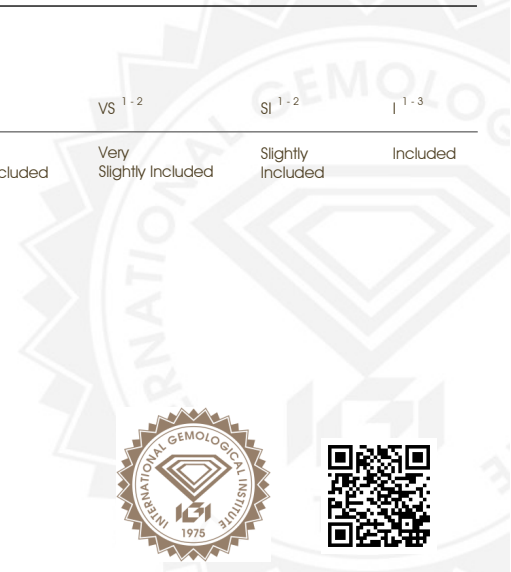 VS 1 - 2 SI 1 - 2 I 1 - 3
cluded Very Slightly Included Included
Slightly Included Included
INTERNATIONAL GEMOLOGICAL INSTITUTE
IGI
1975